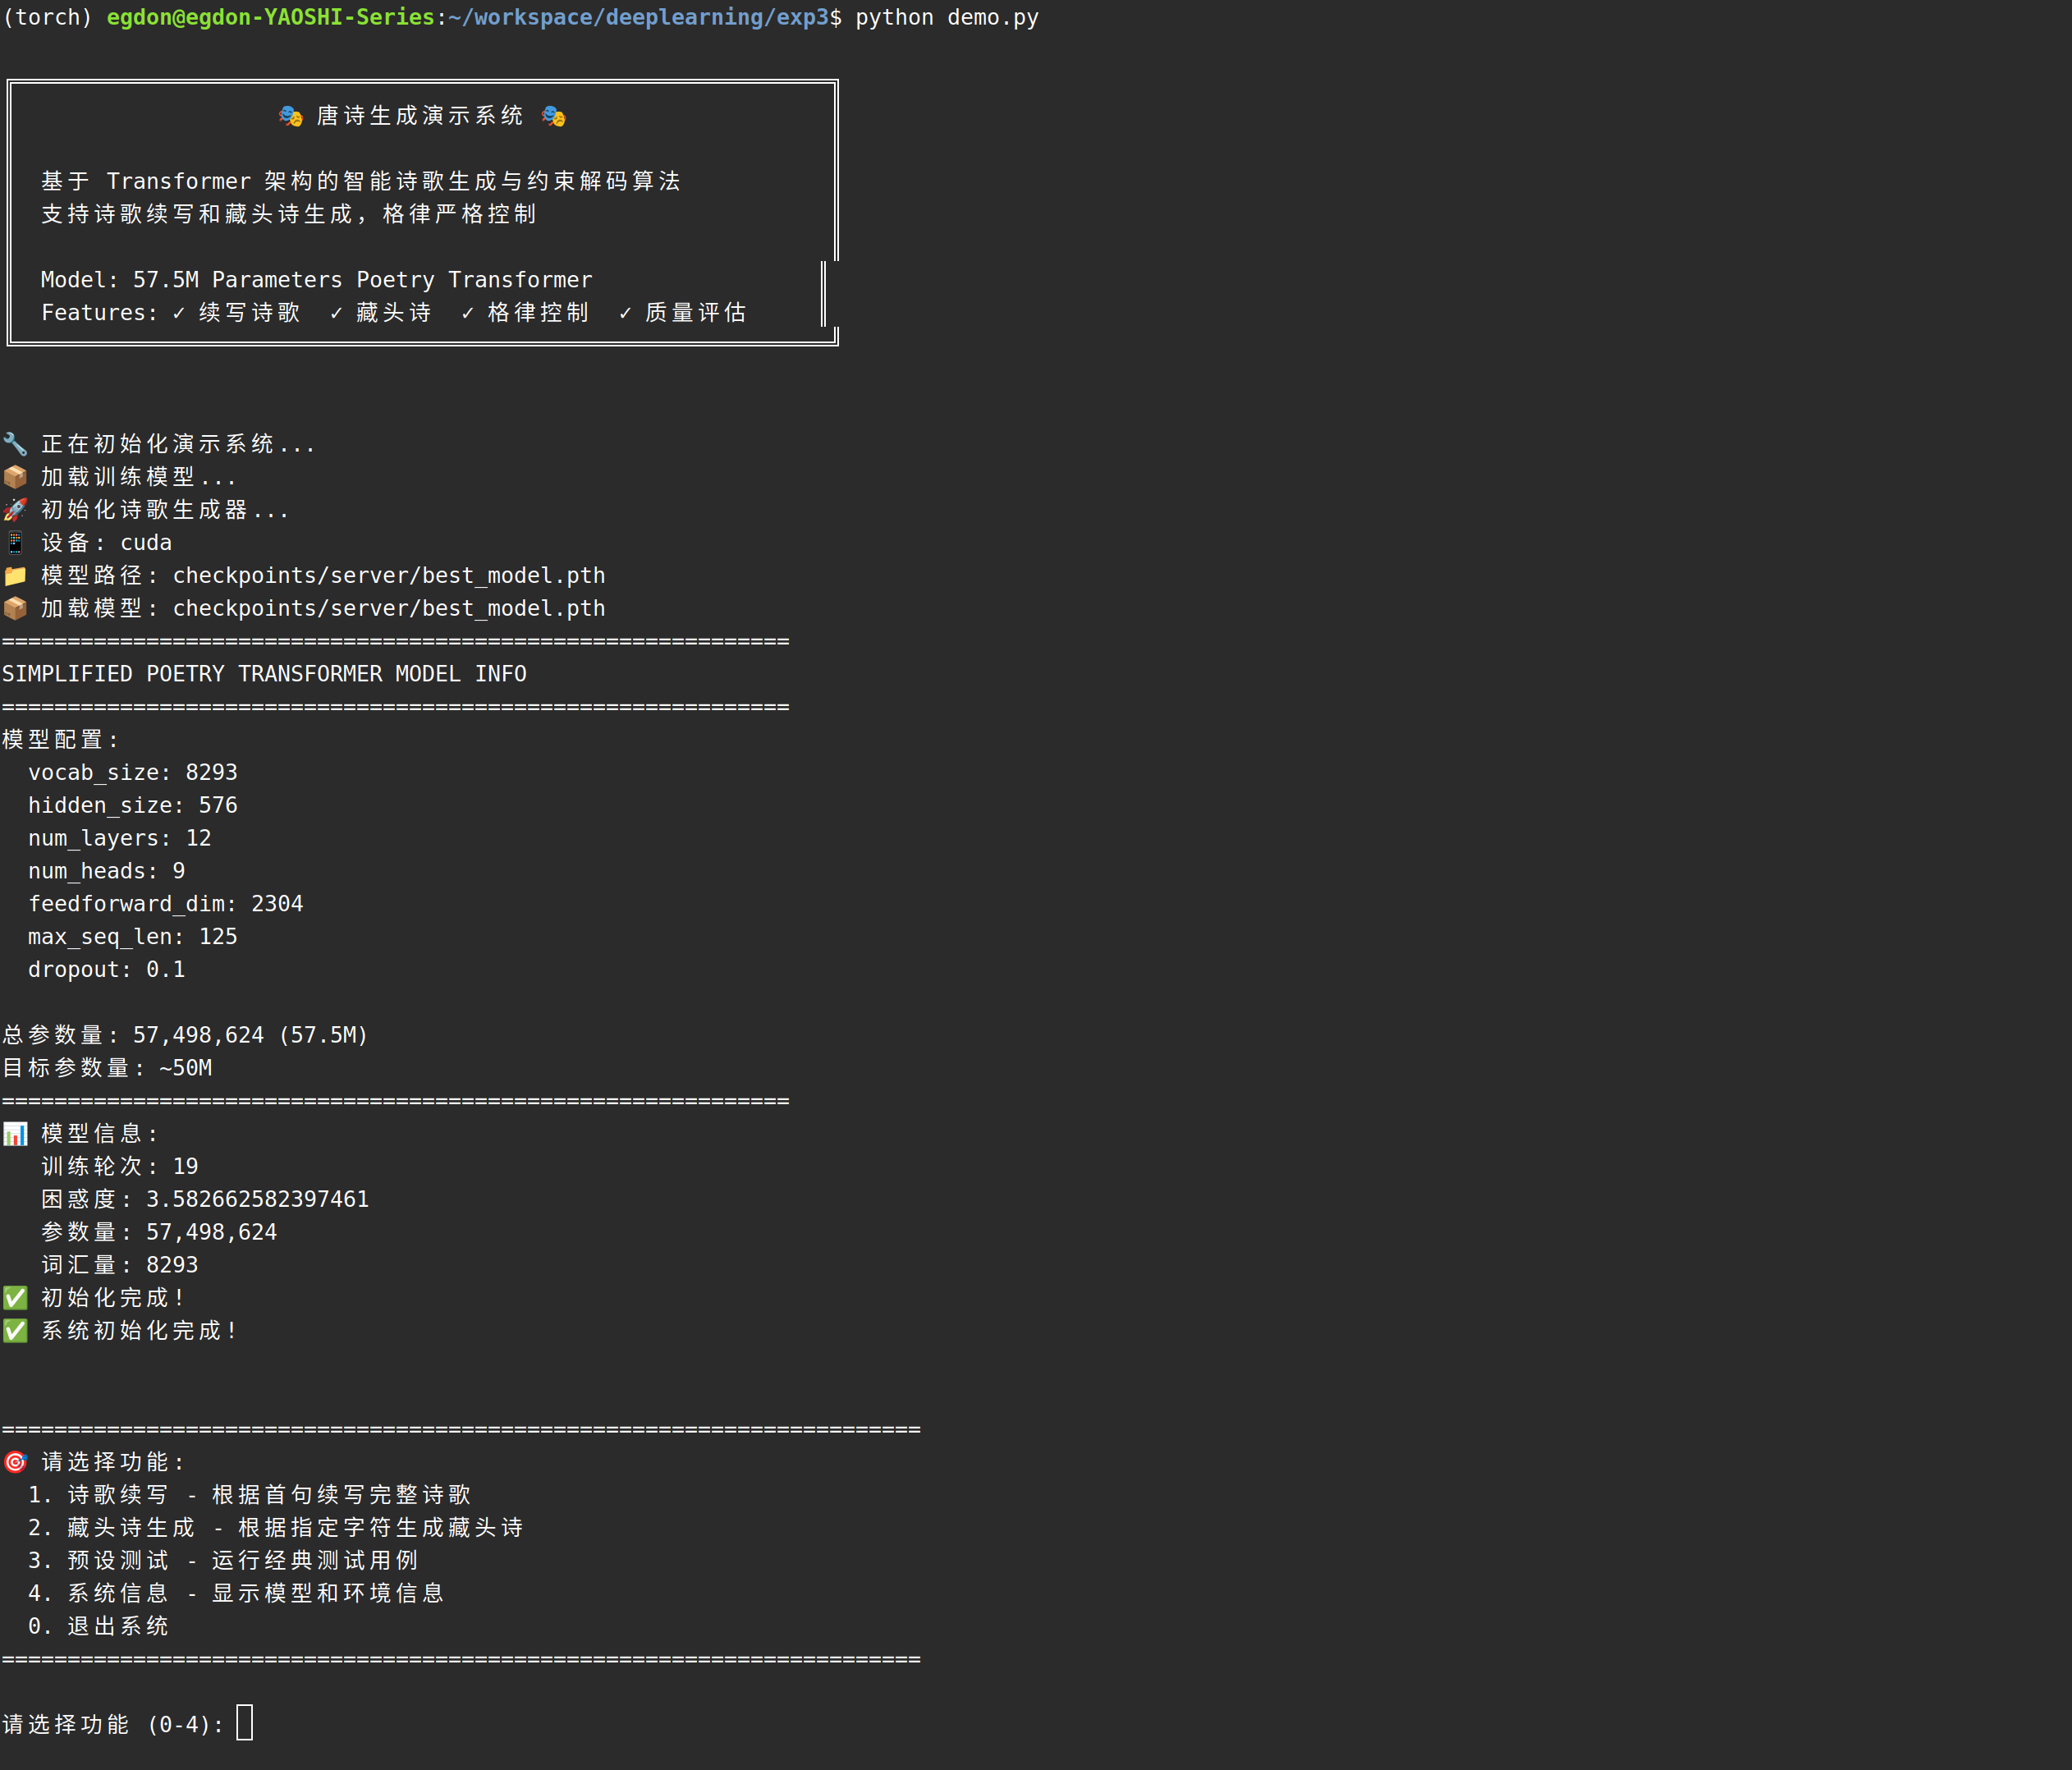 (torch) egdon@egdon-YAOSHI-Series:~/workspace/deeplearning/exp3$ python demo.py
🎭 唐诗生成演示系统 🎭
基于 Transformer 架构的智能诗歌生成与约束解码算法
支持诗歌续写和藏头诗生成，格律严格控制
Model: 57.5M Parameters Poetry Transformer
Features: ✓ 续写诗歌  ✓ 藏头诗  ✓ 格律控制  ✓ 质量评估
🔧 正在初始化演示系统...
📦 加载训练模型...
🚀 初始化诗歌生成器...
📱 设备: cuda
📁 模型路径: checkpoints/server/best_model.pth
📦 加载模型: checkpoints/server/best_model.pth
============================================================
SIMPLIFIED POETRY TRANSFORMER MODEL INFO
============================================================
模型配置:
  vocab_size: 8293
  hidden_size: 576
  num_layers: 12
  num_heads: 9
  feedforward_dim: 2304
  max_seq_len: 125
  dropout: 0.1
总参数量: 57,498,624 (57.5M)
目标参数量: ~50M
============================================================
📊 模型信息:
   训练轮次: 19
   困惑度: 3.582662582397461
   参数量: 57,498,624
   词汇量: 8293
✅ 初始化完成!
✅ 系统初始化完成!
======================================================================
🎯 请选择功能:
  1. 诗歌续写 - 根据首句续写完整诗歌
  2. 藏头诗生成 - 根据指定字符生成藏头诗
  3. 预设测试 - 运行经典测试用例
  4. 系统信息 - 显示模型和环境信息
  0. 退出系统
======================================================================
请选择功能 (0-4):